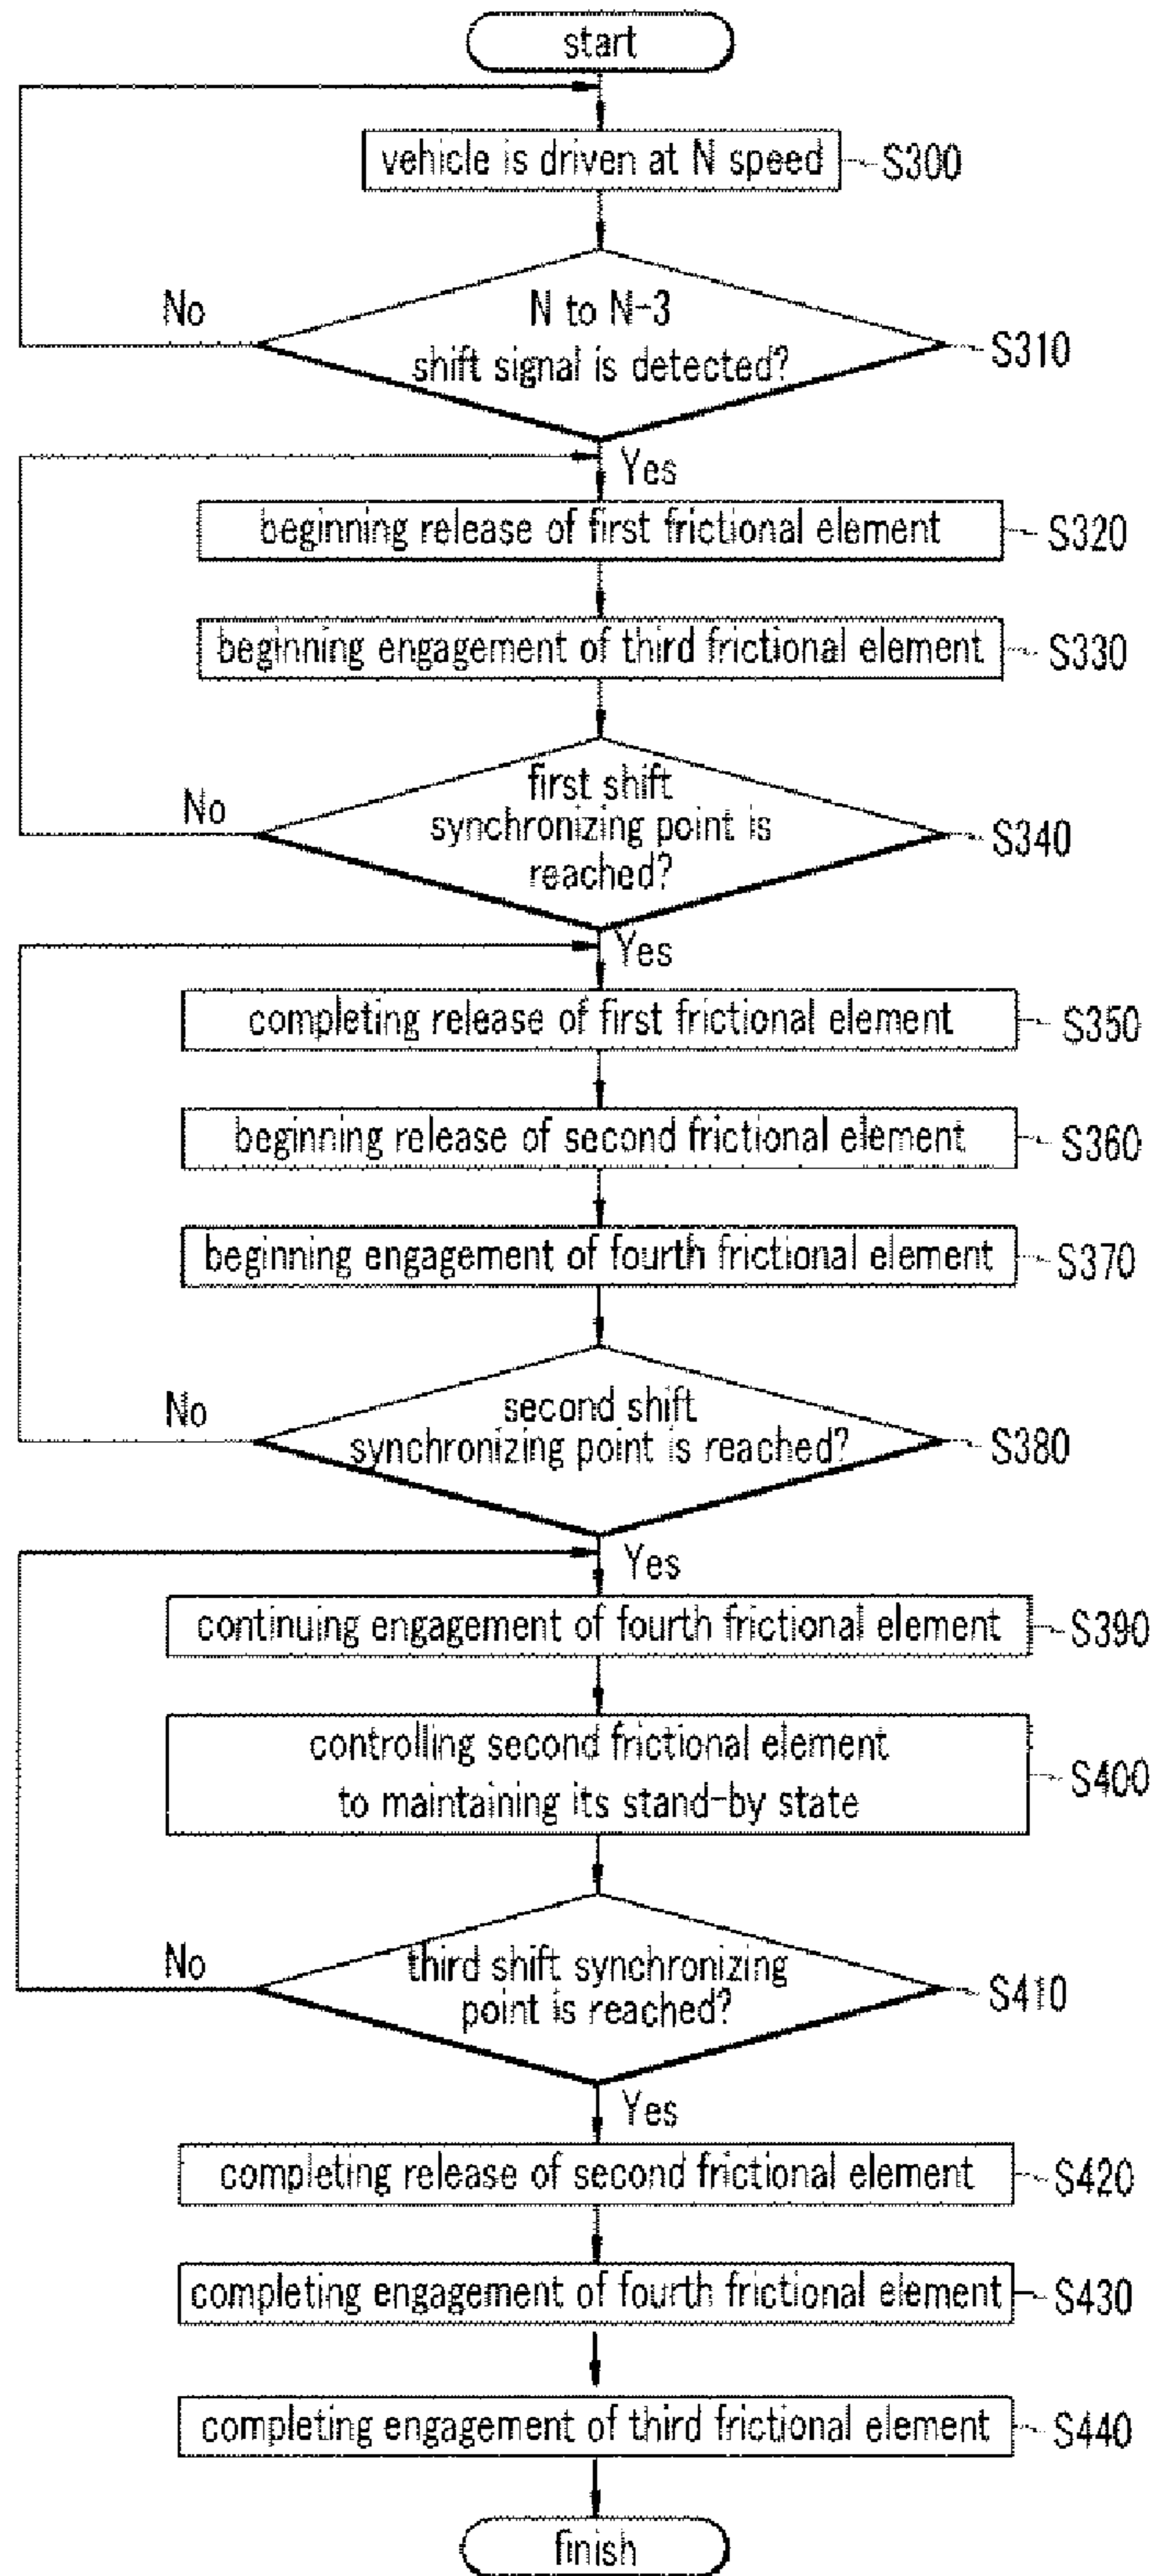 start
vehicle is driven at N speed
S300
N to N-3
shift signal is detected?
No
S310
Yes
beginning release of first frictional element
S320
beginning engagement of third frictional element
S330
first shift
synchronizing point is
reached?
No
S340
Yes
completing release of first frictional element
S350
beginning release of second frictional element
S360
beginning engagement of fourth frictional element
S370
second shift
synchronizing point is reached?
No
S380
Yes
continuing engagement of fourth frictional element
S390
controlling second frictional element
to maintaining its stand-by state
S400
third shift synchronizing
point is reached?
No
S410
Yes
completing release of second frictional element
S420
completing engagement of fourth frictional element
S430
completing engagement of third frictional element
S440
finish